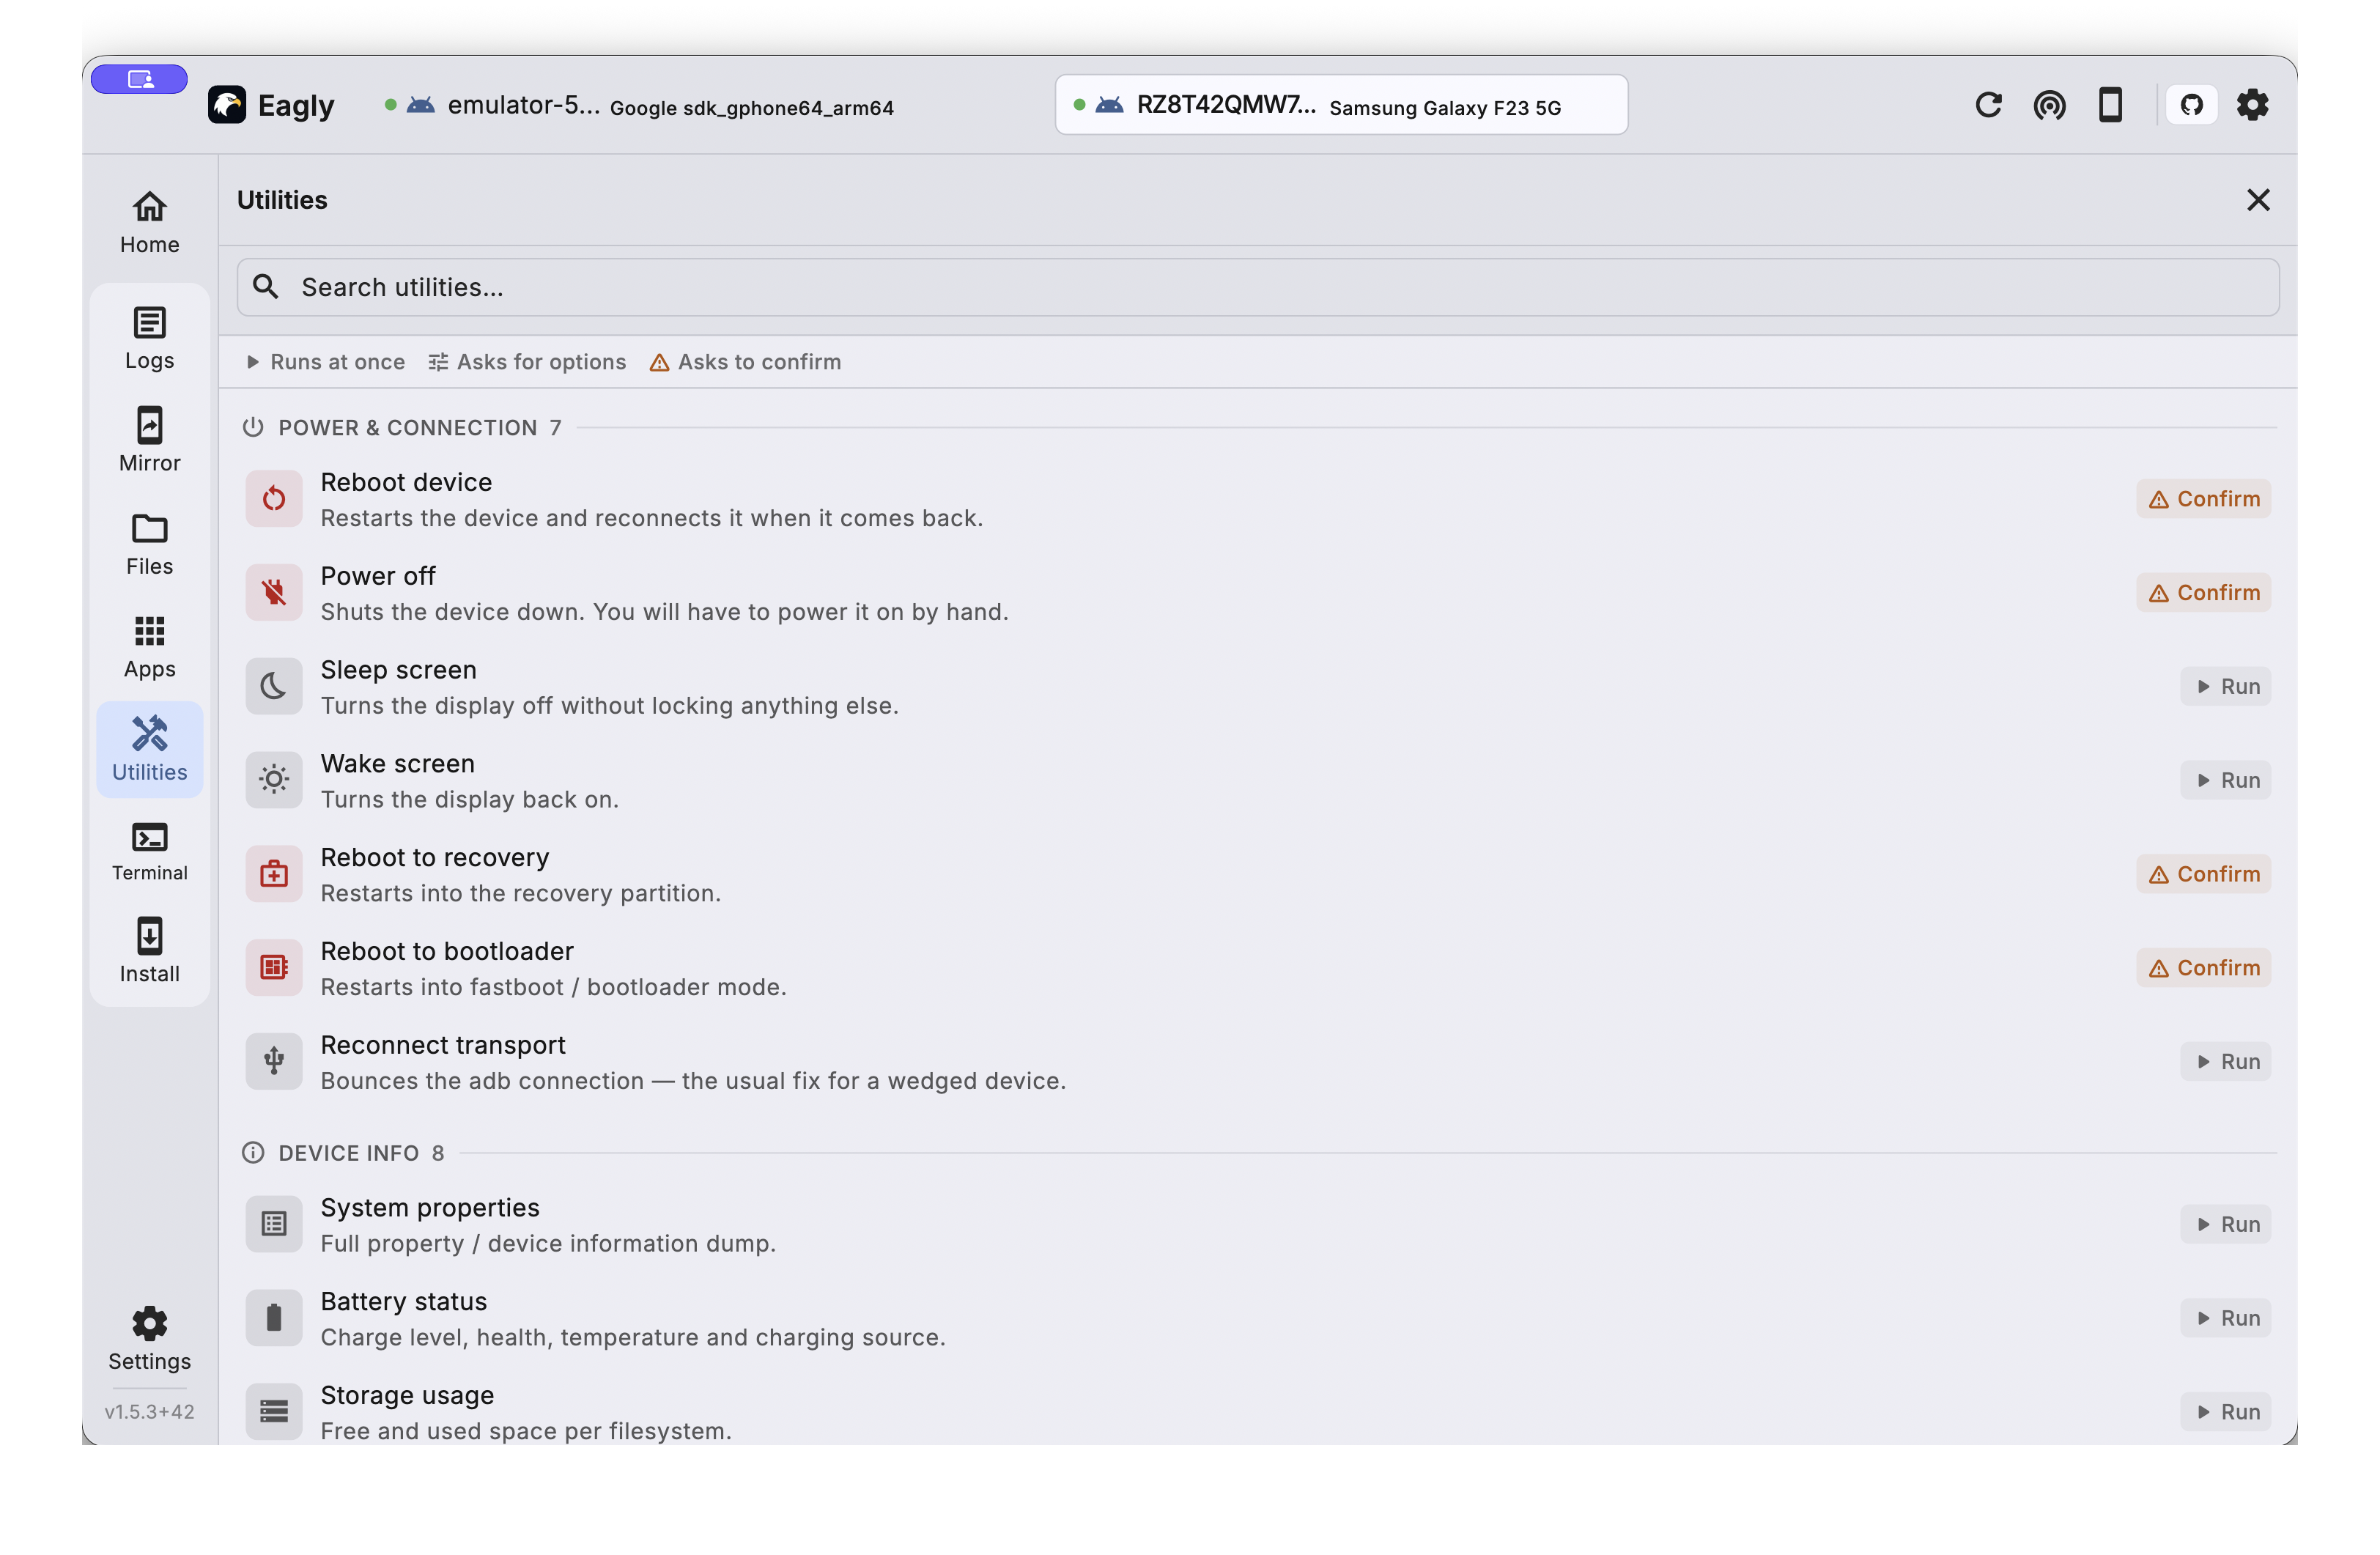 Eagly
emulator-5... Google sdk_gphone64_arm64
RZ8T42QMW7... Samsung Galaxy F23 5G
Home
Logs
Mirror
Files
Apps
Utilities
Terminal
Install
Settings
v1.5.3+42
Utilities
Search utilities...
Runs at once Asks for options Asks to confirm
POWER & CONNECTION 7
Reboot device
Restarts the device and reconnects it when it comes back.
Confirm
Power off
Shuts the device down. You will have to power it on by hand.
Confirm
Sleep screen
Turns the display off without locking anything else.
Run
Wake screen
Turns the display back on.
Run
Reboot to recovery
Restarts into the recovery partition.
Confirm
Reboot to bootloader
Restarts into fastboot / bootloader mode.
Confirm
Reconnect transport
Bounces the adb connection — the usual fix for a wedged device.
Run
DEVICE INFO 8
System properties
Full property / device information dump.
Run
Battery status
Charge level, health, temperature and charging source.
Run
Storage usage
Free and used space per filesystem.
Run